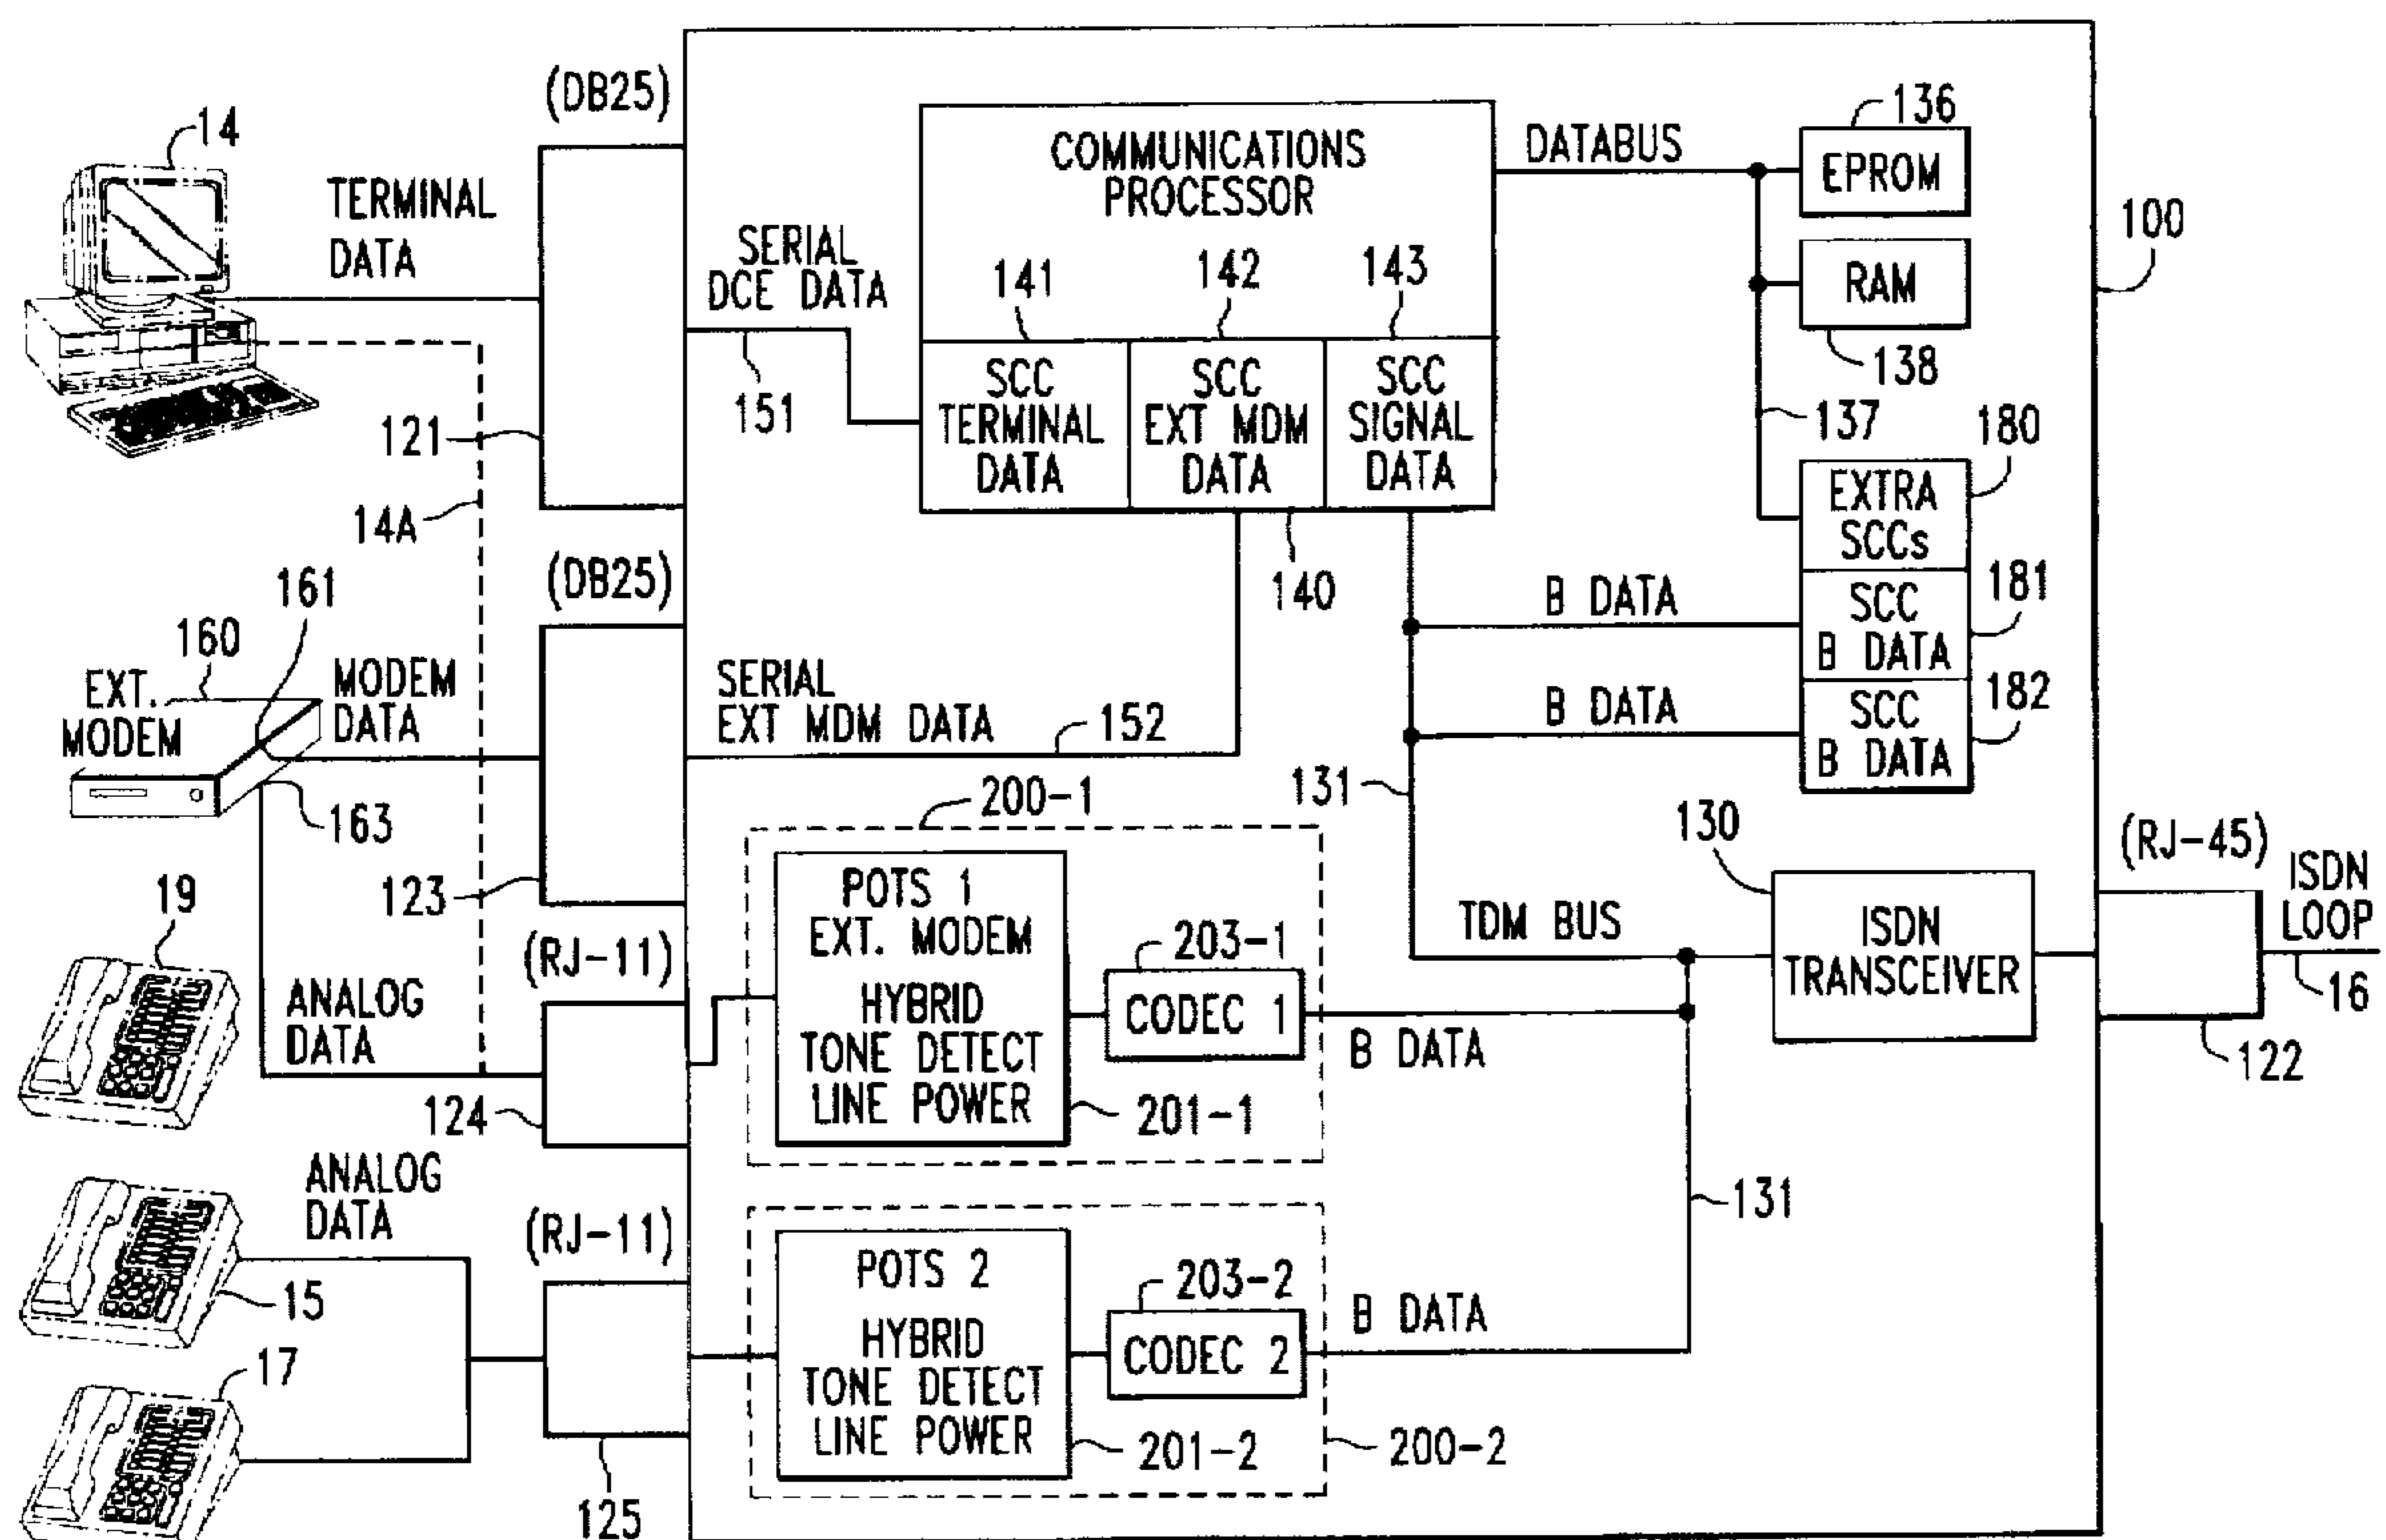 14
TERMINAL
DATA
(DB25)
121
14A
SERIAL
DCE DATA
151
COMMUNICATIONS
PROCESSOR
141
142
143
SCC
TERMINAL
DATA
SCC
EXT MDM
DATA
SCC
SIGNAL
DATA
140
DATABUS
136
EPROM
RAM
138
137
100
180
EXTRA
SCCs
181
SCC
B DATA
182
SCC
B DATA
B DATA
B DATA
161
160
EXT.
MODEM
MODEM
DATA
163
(DB25)
123
SERIAL
EXT MDM DATA
152
131
200-1
POTS 1
EXT. MODEM
HYBRID
TONE DETECT
LINE POWER
201-1
203-1
CODEC 1
B DATA
TDM BUS
130
ISDN
TRANSCEIVER
(RJ-45)
ISDN
LOOP
16
122
19
ANALOG
DATA
(RJ-11)
124
ANALOG
DATA
15
17
(RJ-11)
125
POTS 2
HYBRID
TONE DETECT
LINE POWER
201-2
203-2
CODEC 2
200-2
B DATA
131